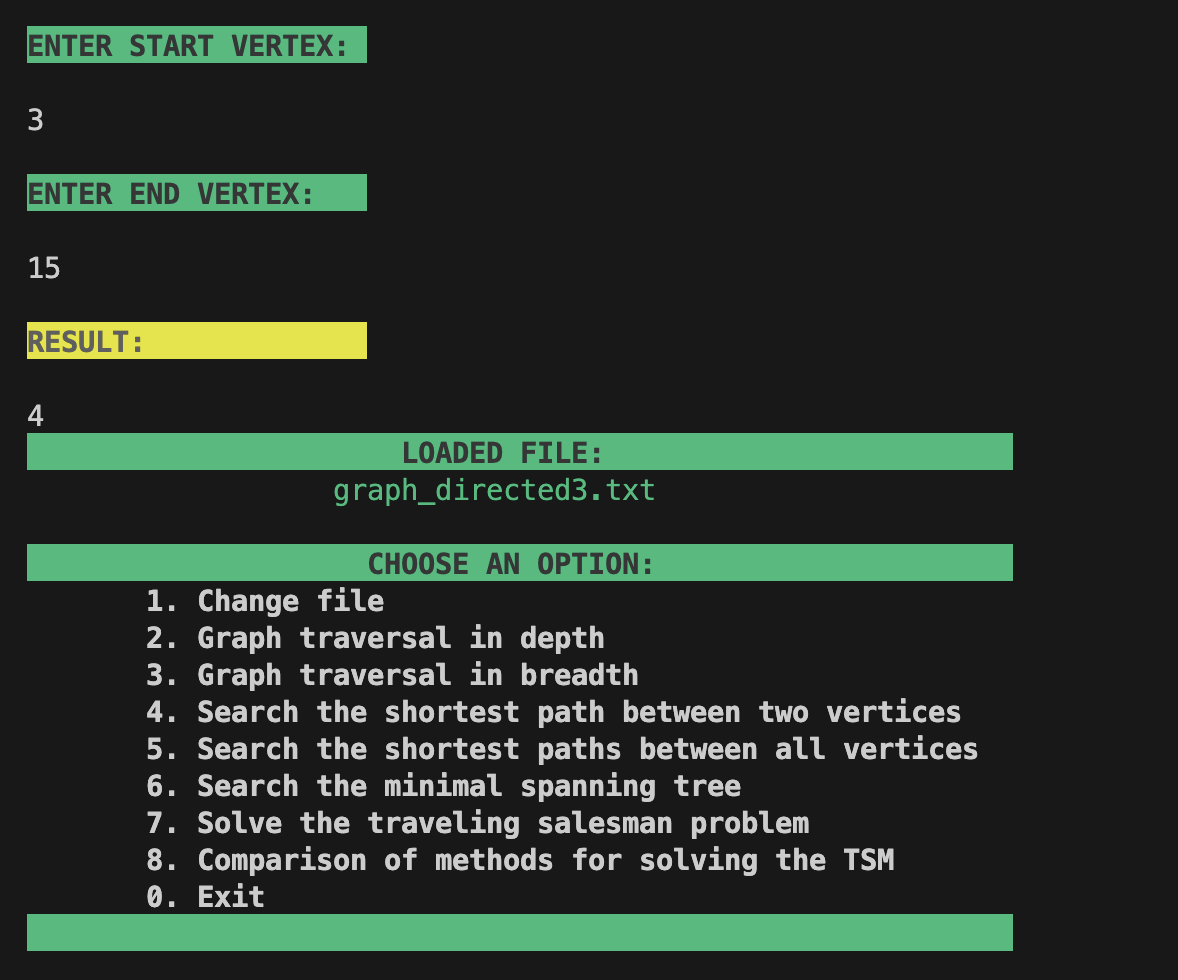 ENTER START VERTEX:
3
ENTER END VERTEX:
15
RESULT:
4
LOADED FILE:
graph_directed3.txt
CHOOSE AN OPTION:
1. Change file
2. Graph traversal in depth
3. Graph traversal in breadth
4. Search the shortest path between two vertices
5. Search the shortest paths between all vertices
6. Search the minimal spanning tree
7. Solve the traveling salesman problem
8. Comparison of methods for solving the TSM
0. Exit